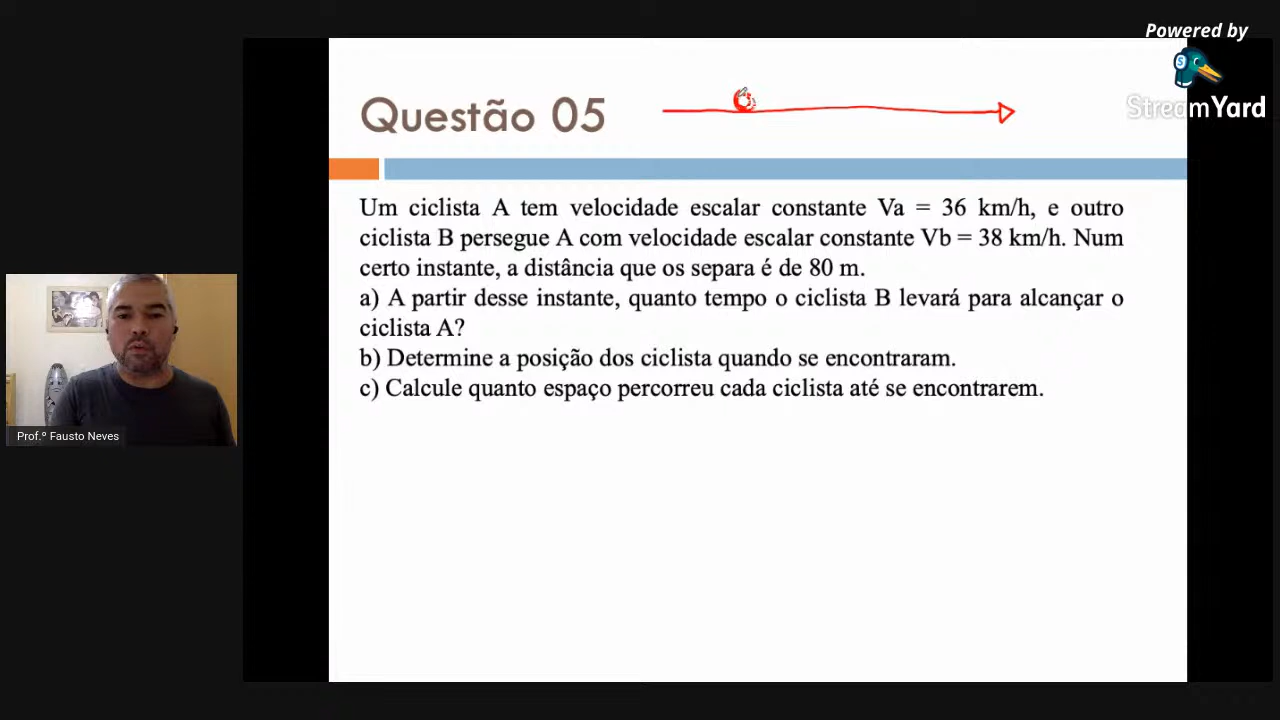 Powered by
StreamYard
Questão 05
Um ciclista A tem velocidade escalar constante Va = 36 km/h, e outro
ciclista B persegue A com velocidade escalar constante Vb = 38 km/h. Num
certo instante, a distância que os separa é de 80 m.
a) A partir desse instante, quanto tempo o ciclista B levará para alcançar o
ciclista A?
b) Determine a posição dos ciclista quando se encontraram.
c) Calcule quanto espaço percorreu cada ciclista até se encontrarem.
Prof.º Fausto Neves